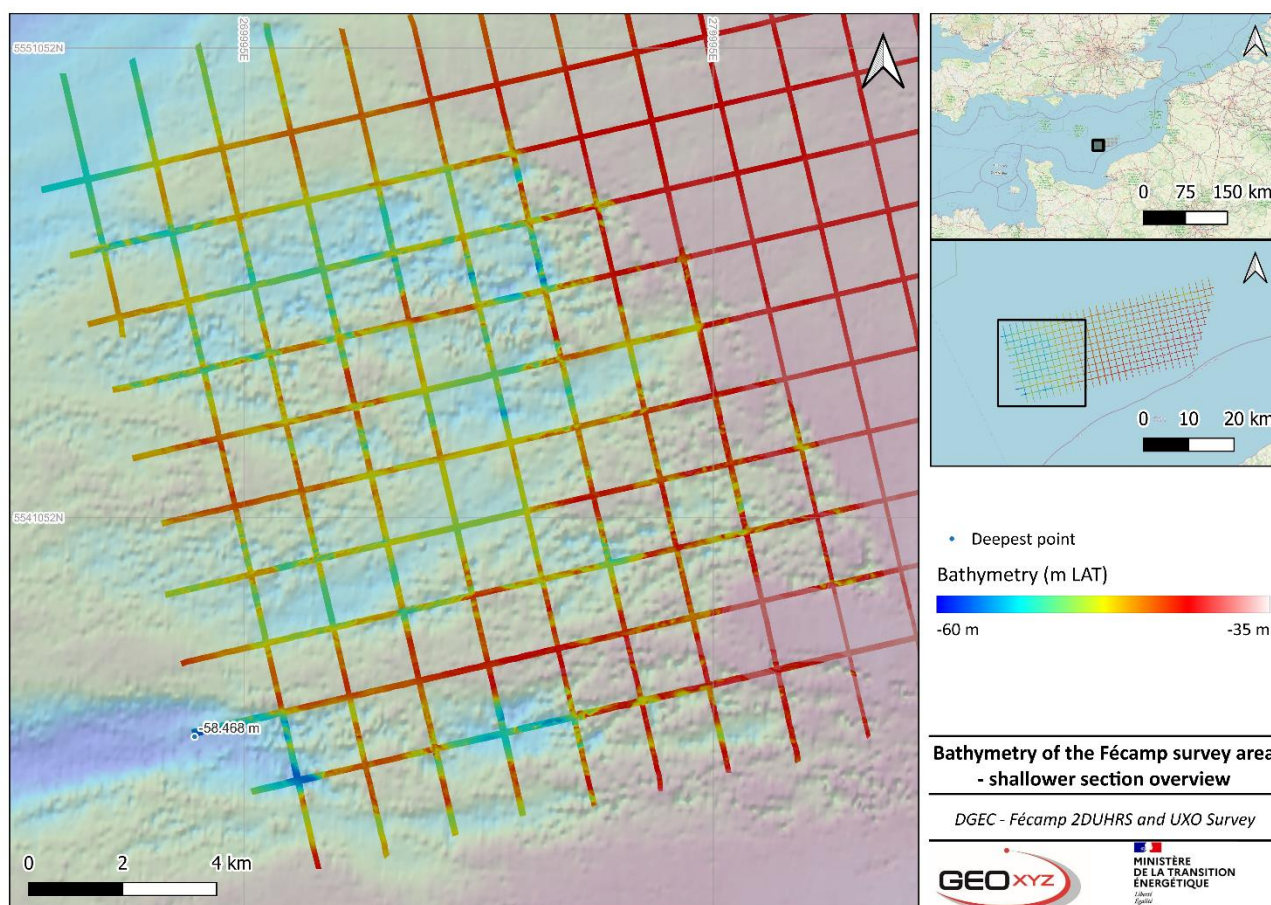 5551052N
269995E
279995E
5541052N
-58.468 m
0 2 4 km
0 75 150 km
0 10 20 km
Deepest point
Bathymetry (m LAT)
-60 m -35 m
Bathymetry of the Fécamp survey area
- shallower section overview
DGEC - Fécamp 2DUHRS and UXO Survey
GEOXYZ
MINISTÈRE
DE LA TRANSITION
ÉNERGÉTIQUE
Liberté
Égalité